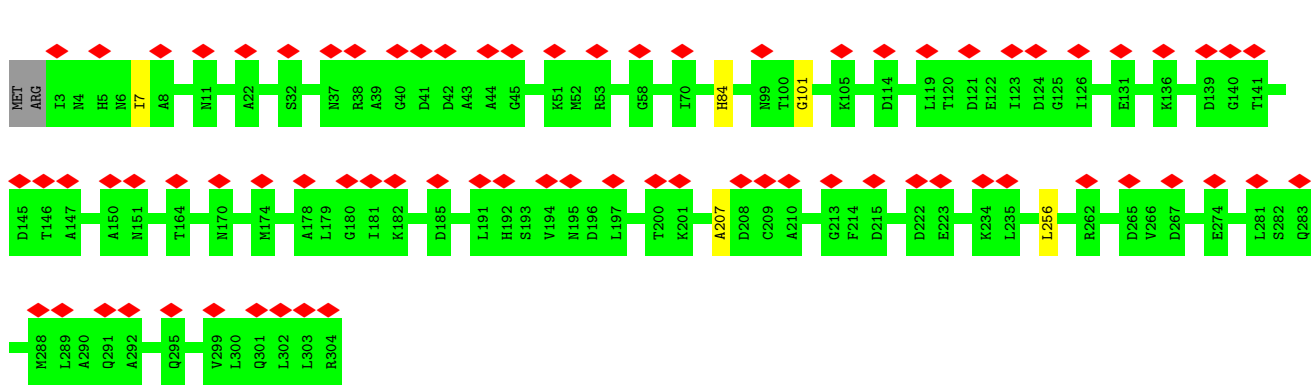 MET ARG I3 N4 H5 N6 I7 A8 N11 A22 S32 N37 R38 A39 G40 D41 D42 A43 A44 G45 K51 M52 R53 G58 I70 H84 N99 T100 G101 K105 D114 L119 T120 D121 E122 I123 D124 G125 I126 E131 K136 D139 G140 T141
D145 T146 A147 A150 N151 T164 N170 M174 A178 L179 G180 I181 K182 D185 L191 H192 S193 V194 N195 D196 L197 T200 K201 A207 D208 C209 A210 G213 F214 D215 D222 E223 K234 L235 L256 R262 D265 V266 D267 E274 L281 S282 Q283
M288 L289 A290 Q291 A292 Q295 V299 L300 Q301 L302 L303 R304